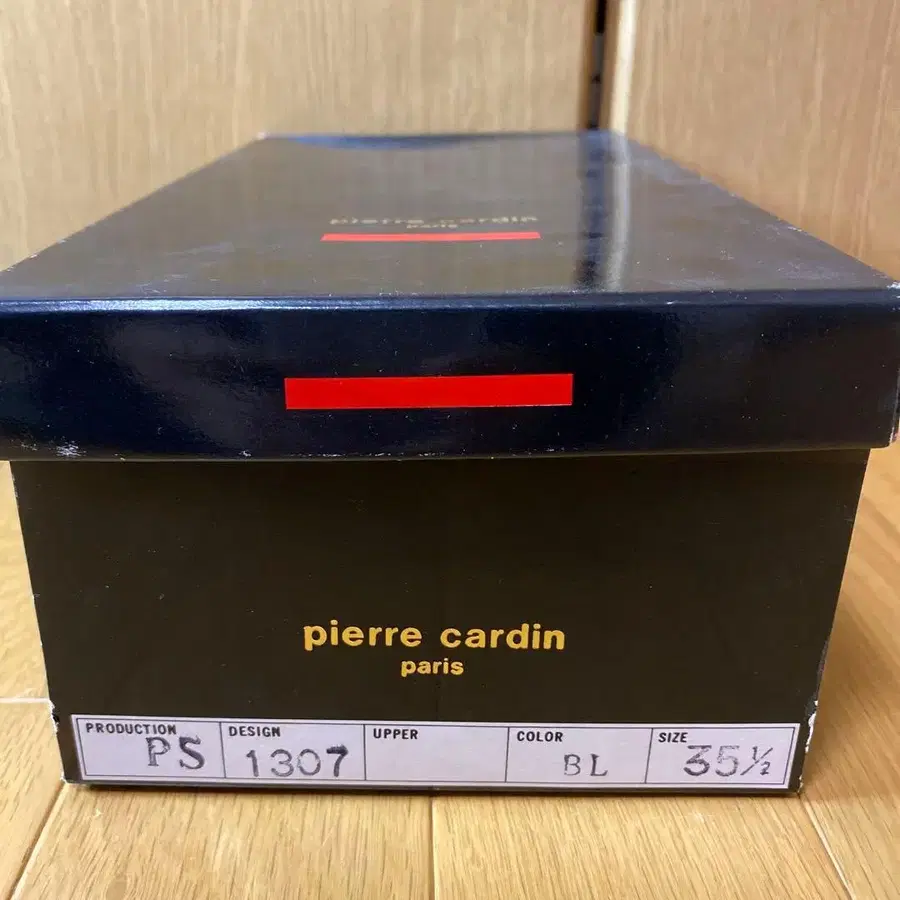 pierre cardin
paris
pierre cardin
paris
PRODUCTION DESIGN UPPER COLOR SIZE
PS 1307 BL 35½